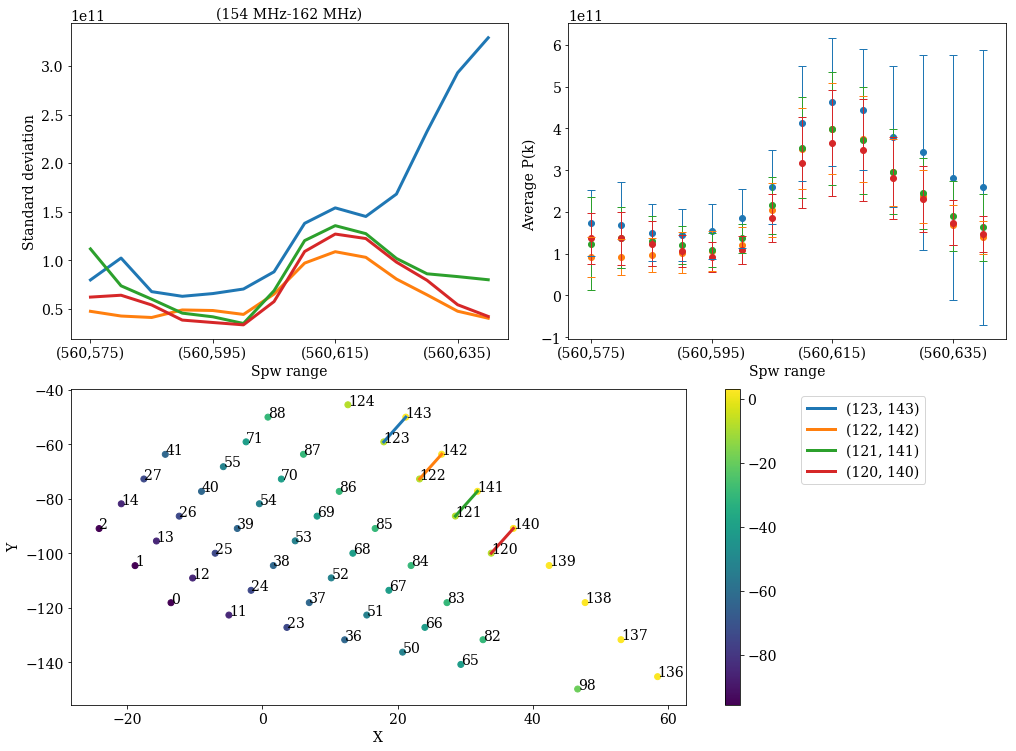 (154 MHz-162 MHz)
1e11
Standard deviation
3.0
2.5
2.0
1.5
1.0
0.5
(560,575) (560,595) (560,615) (560,635)
Spw range
1e11
Average P(k)
6
5
4
3
2
1
0
−1
(560,575) (560,595) (560,615) (560,635)
Spw range
Y
−40
−60
−80
−100
−120
−140
88 124 143
41 71 123
27 55 87 142
14 40 70 122
2 26 54 86 141
13 39 69 121
1 25 53 85 140
12 38 68 120
0 24 52 84 139
11 37 67 138
23 51 83
36 66 137
50 82
65 136
98
−20 0 20 40 60
X
0
−20
−40
−60
−80
(123, 143)
(122, 142)
(121, 141)
(120, 140)